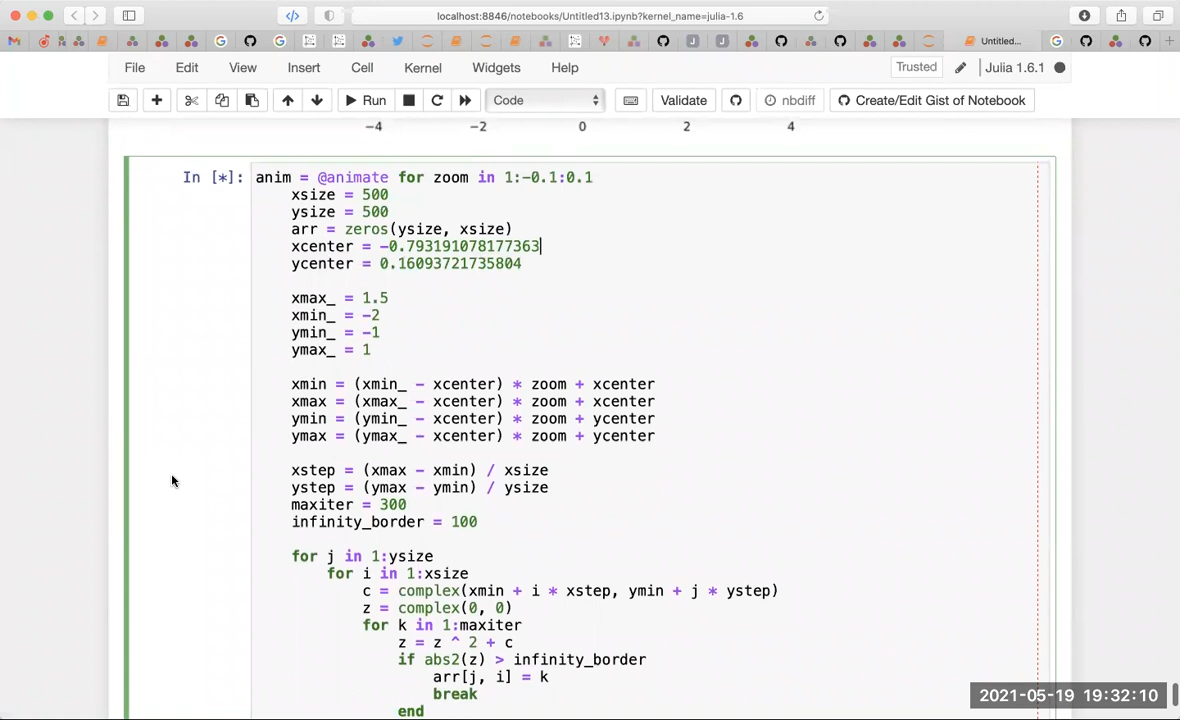 localhost:8846/notebooks/Untitled13.ipynb?kernel_name=julia-1.6
Untitled...
File Edit View Insert Cell Kernel Widgets Help Trusted Julia 1.6.1
Run Code Validate nbdiff Create/Edit Gist of Notebook
−4 −2 0 2 4
In [*]: anim = @animate for zoom in 1:-0.1:0.1
xsize = 500
ysize = 500
arr = zeros(ysize, xsize)
xcenter = -0.793191078177363
ycenter = 0.16093721735804
xmax_ = 1.5
xmin_ = -2
ymin_ = -1
ymax_ = 1
xmin = (xmin_ - xcenter) * zoom + xcenter
xmax = (xmax_ - xcenter) * zoom + xcenter
ymin = (ymin_ - xcenter) * zoom + ycenter
ymax = (ymax_ - xcenter) * zoom + ycenter
xstep = (xmax - xmin) / xsize
ystep = (ymax - ymin) / ysize
maxiter = 300
infinity_border = 100
for j in 1:ysize
for i in 1:xsize
c = complex(xmin + i * xstep, ymin + j * ystep)
z = complex(0, 0)
for k in 1:maxiter
z = z ^ 2 + c
if abs2(z) > infinity_border
arr[j, i] = k
break
end
2021-05-19 19:32:10